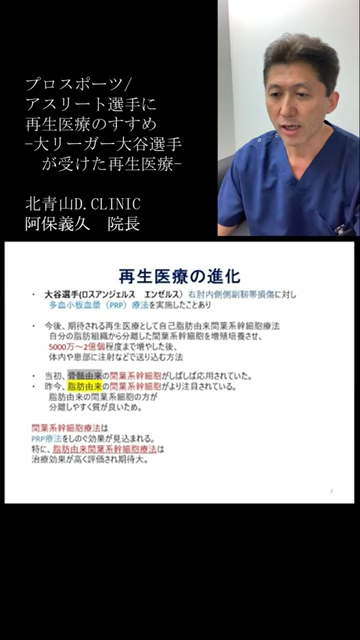 プロスポーツ/
アスリート選手に
再生医療のすすめ
-大リーガー大谷選手
が受けた再生医療-
北青山D.CLINIC
阿保義久 院長
再生医療の進化
・ 大谷選手(ロスアンジェルス エンゼルス）右肘内側側副靭帯損傷に対し
多血小板血漿（PRP）療法を実施したことあり
・ 今後、期待される再生医療として自己脂肪由来間葉系幹細胞療法
自分の脂肪組織から分離した間葉系幹細胞を増殖培養させ、
5000万～2億個程度まで増やした後、
体内や患部に注射などで送り込む方法
・ 当初、骨髄由来の間葉系幹細胞がしばしば応用されていた。
・ 昨今、脂肪由来の間葉系幹細胞がより注目されている。
脂肪由来の間葉系細胞の方が
分離しやすく質が良いため。
間葉系幹細胞療法は
PRP療法をしのぐ効果が見込まれる。
特に、脂肪由来間葉系幹細胞療法は
治療効果が高く評価され期待大。
7